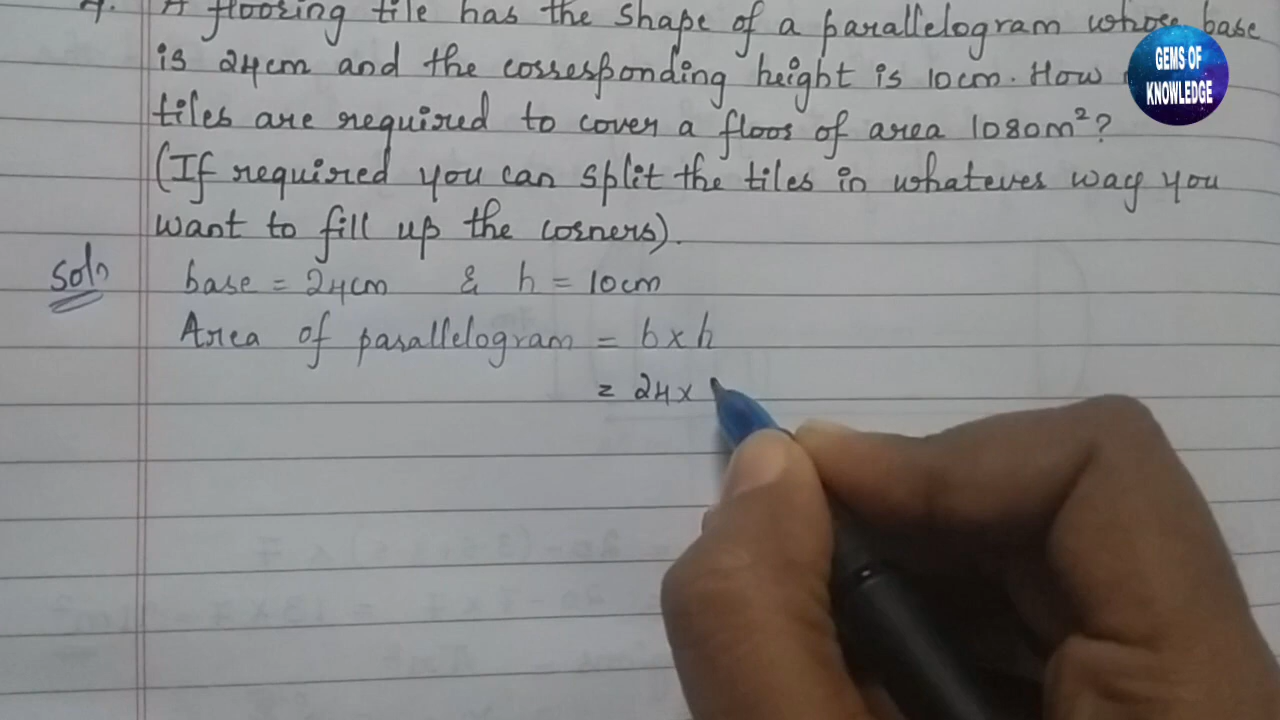 A flooring tile has the shape of a parallelogram whose base
is 24cm and the corresponding height is 10cm. How
tiles are required to cover a floor of area 1080m²?
(If required you can split the tiles in whatever way you
want to fill up the corners).
Soln
base = 24cm & h = 10cm
Area of parallelogram = b×h
= 24×
GEMS OF
KNOWLEDGE